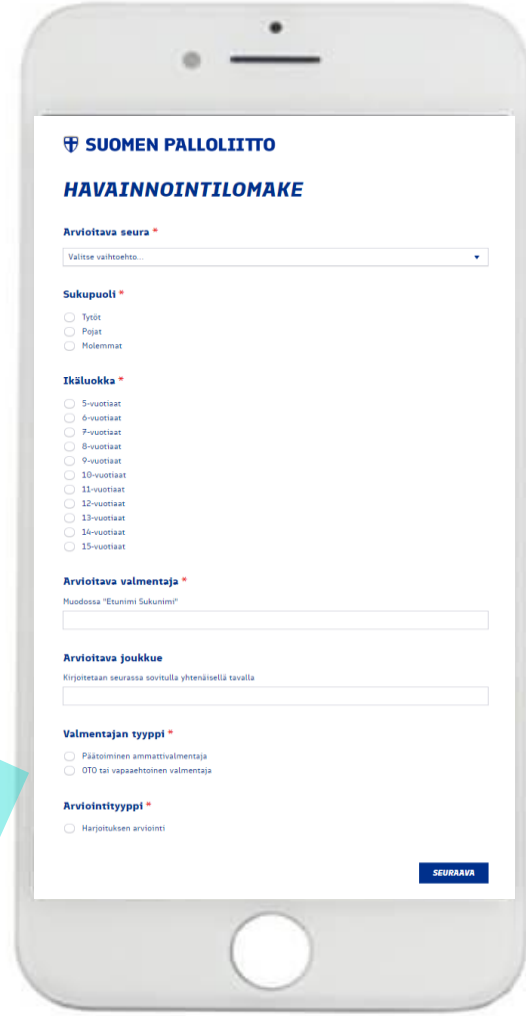 SUOMEN PALLOLIITTO
HAVAINNOINTILOMAKE
Arvioitava seura *
Valitse vaihtoehto...
Sukupuoli *
Tytöt
Pojat
Molemmat
Ikäluokka *
5-vuotiaat
6-vuotiaat
7-vuotiaat
8-vuotiaat
9-vuotiaat
10-vuotiaat
11-vuotiaat
12-vuotiaat
13-vuotiaat
14-vuotiaat
15-vuotiaat
Arvioitava valmentaja *
Muodossa "Etunimi Sukunimi"
Arvioitava joukkue
Kirjoitetaan seurassa sovitulla yhtenäisellä tavalla
Valmentajan tyyppi *
Päätoiminen ammattivalmentaja
OTO tai vapaaehtoinen valmentaja
Arviointityyppi *
Harjoituksen arviointi
SEURAAVA